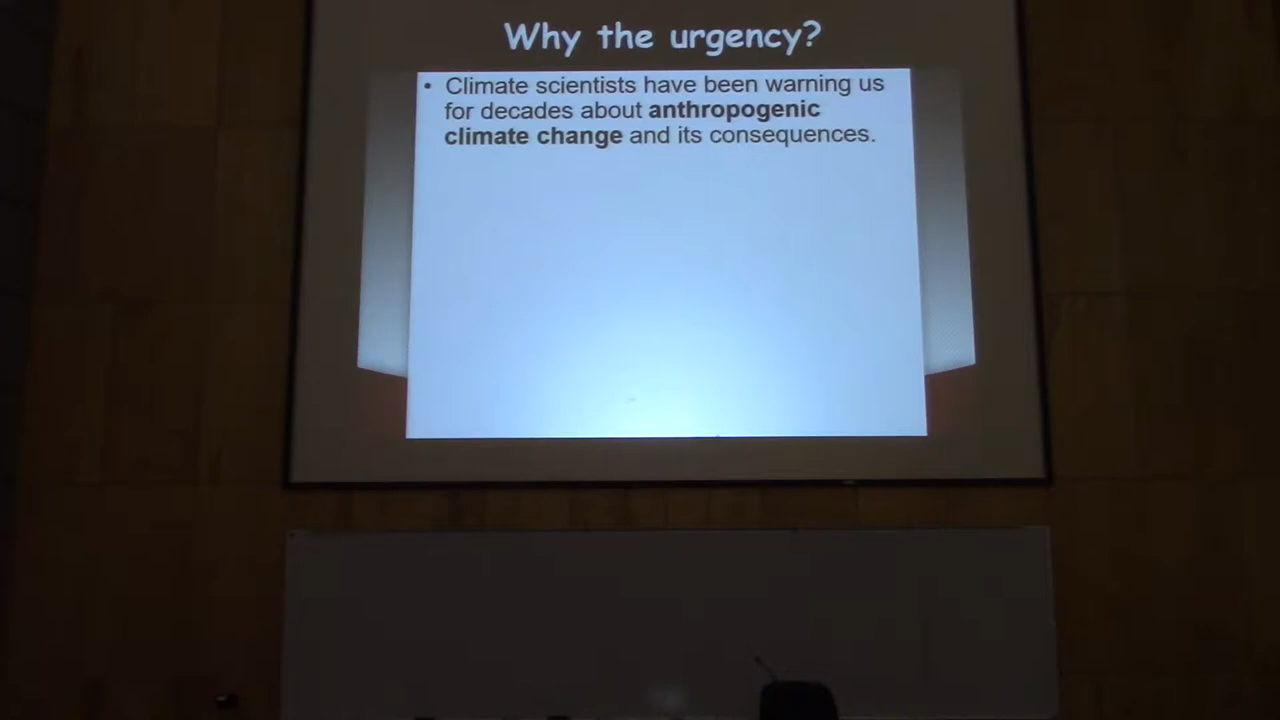 Why the urgency?
• Climate scientists have been warning us
for decades about anthropogenic
climate change and its consequences.